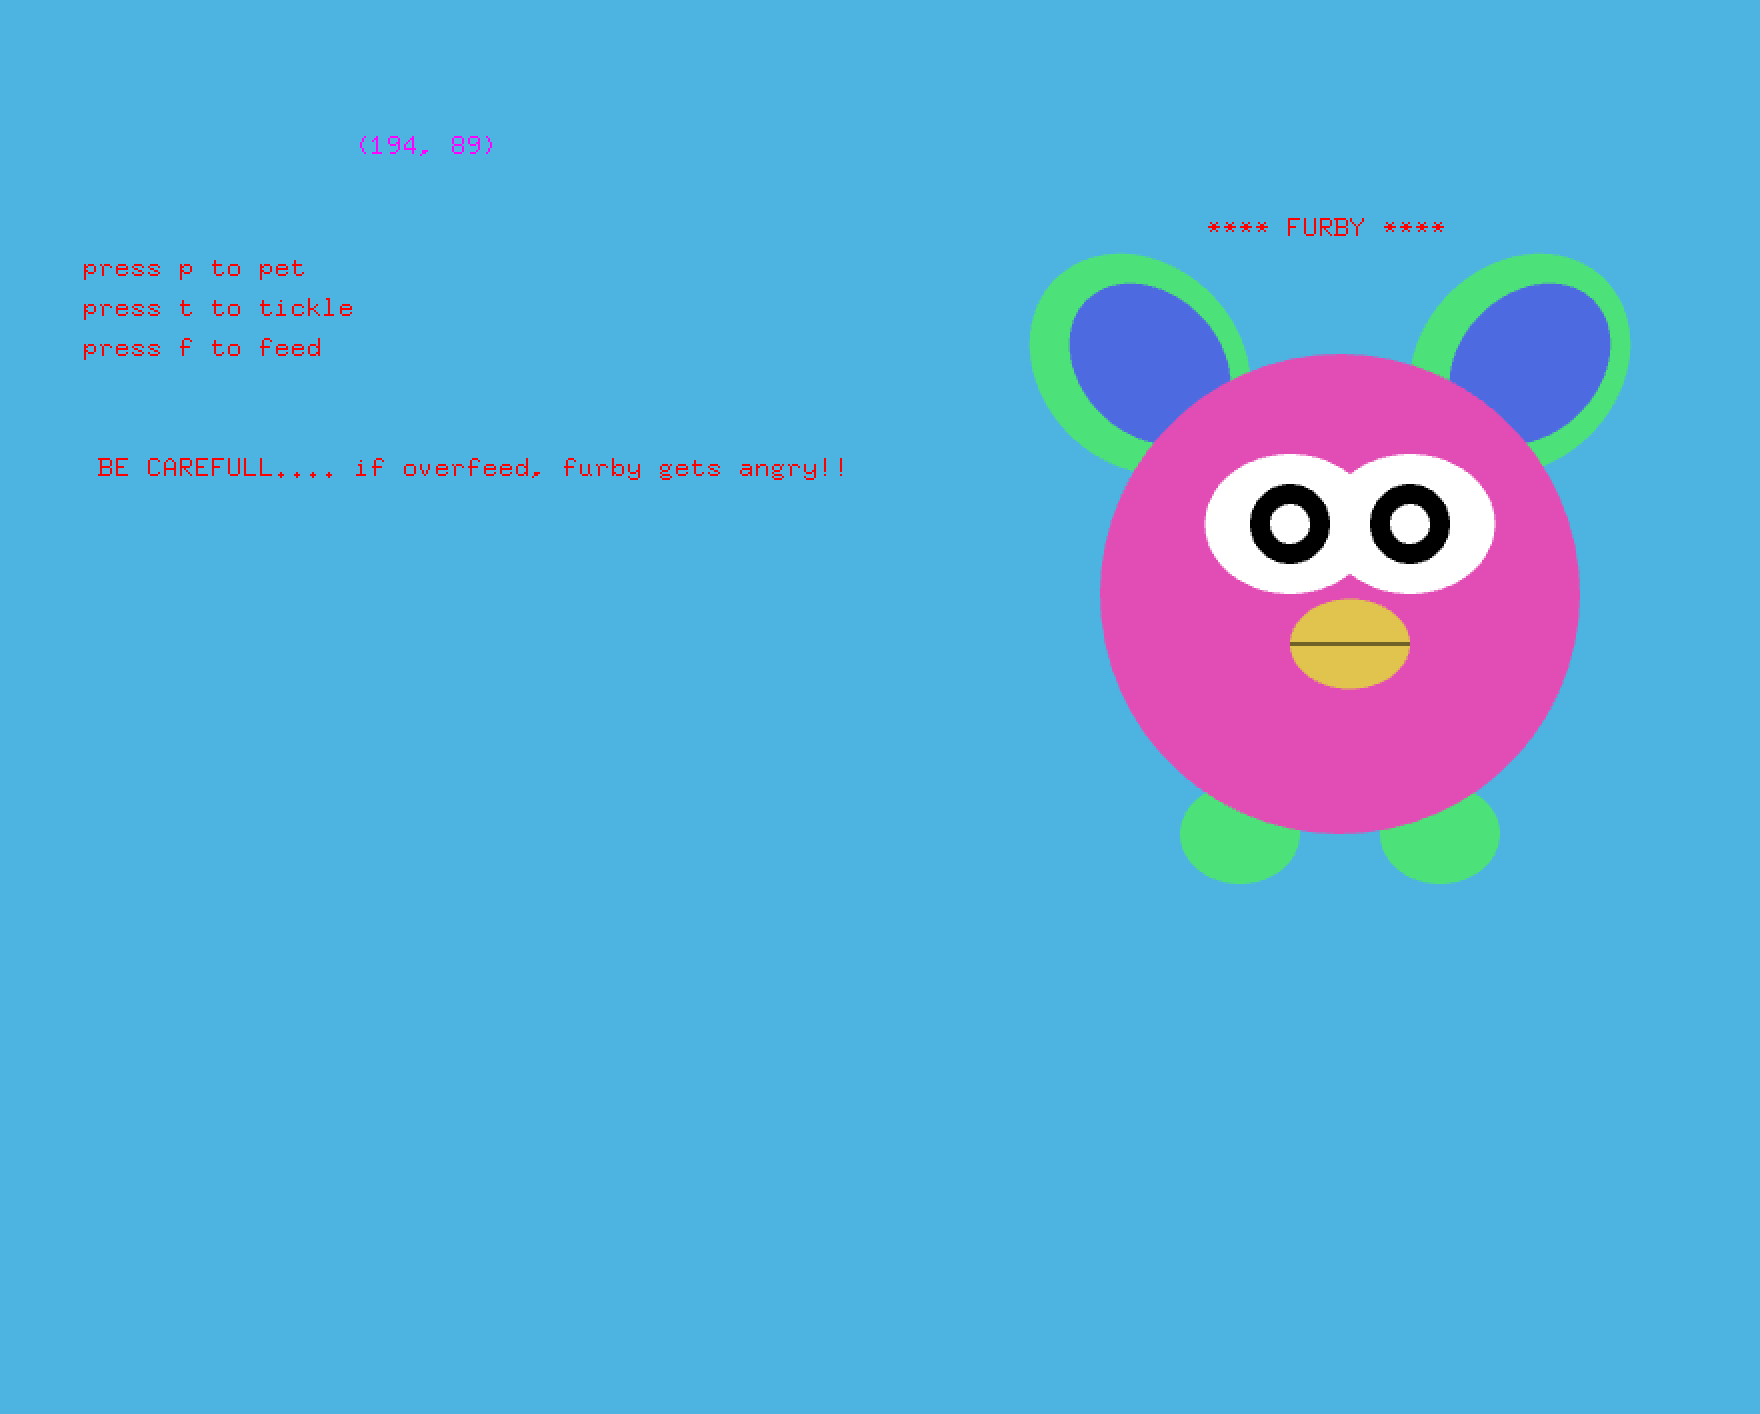 (194, 89)
**** FURBY ****
press p to pet
press t to tickle
press f to feed
BE CAREFULL.... if overfeed, furby gets angry!!